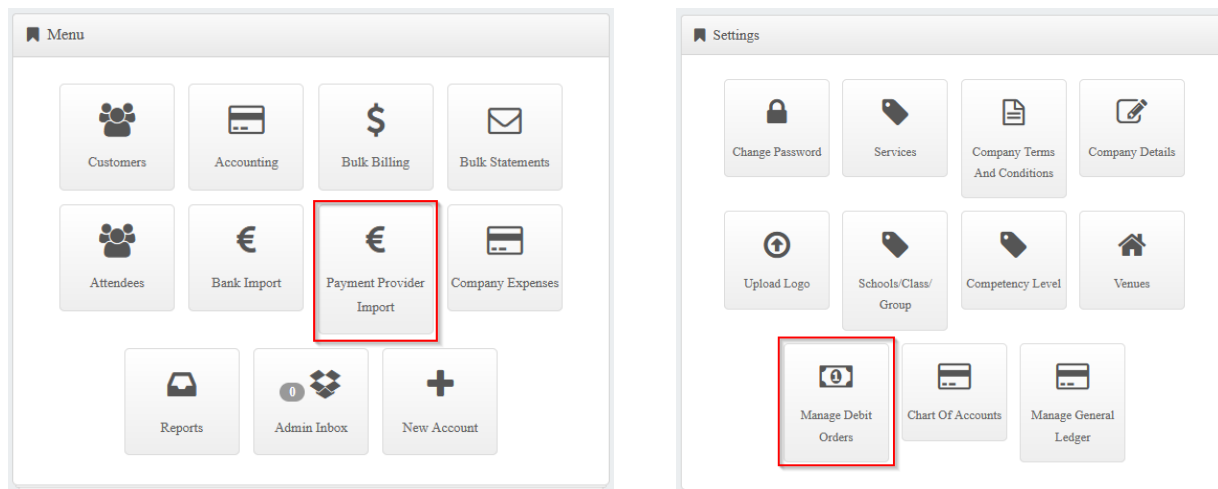 Menu
Customers
Accounting
$
Bulk Billing
Bulk Statements
Attendees
€
Bank Import
€
Payment Provider
Import
Company Expenses
Reports
0
Admin Inbox
New Account
Settings
Change Password
Services
Company Terms
And Conditions
Company Details
Upload Logo
Schools/Class/
Group
Competency Level
Venues
1
Manage Debit
Orders
Chart Of Accounts
Manage General
Ledger